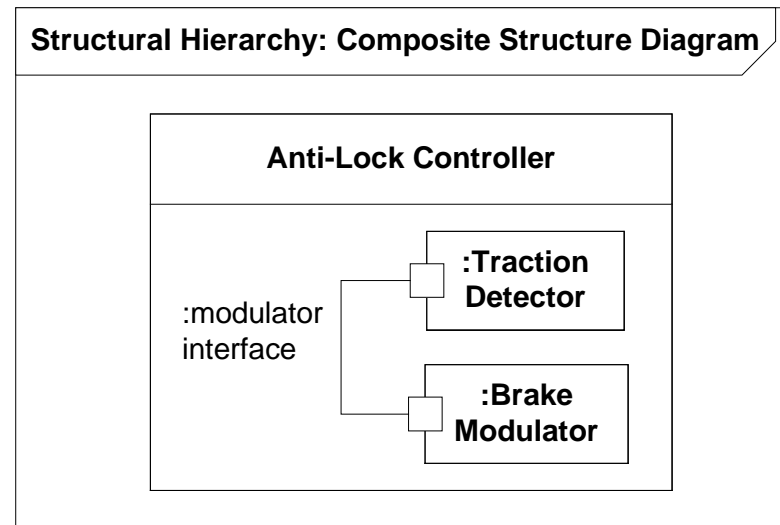 Structural Hierarchy: Composite Structure Diagram
Anti-Lock Controller
:Traction
Detector
:modulator
interface
:Brake
Modulator